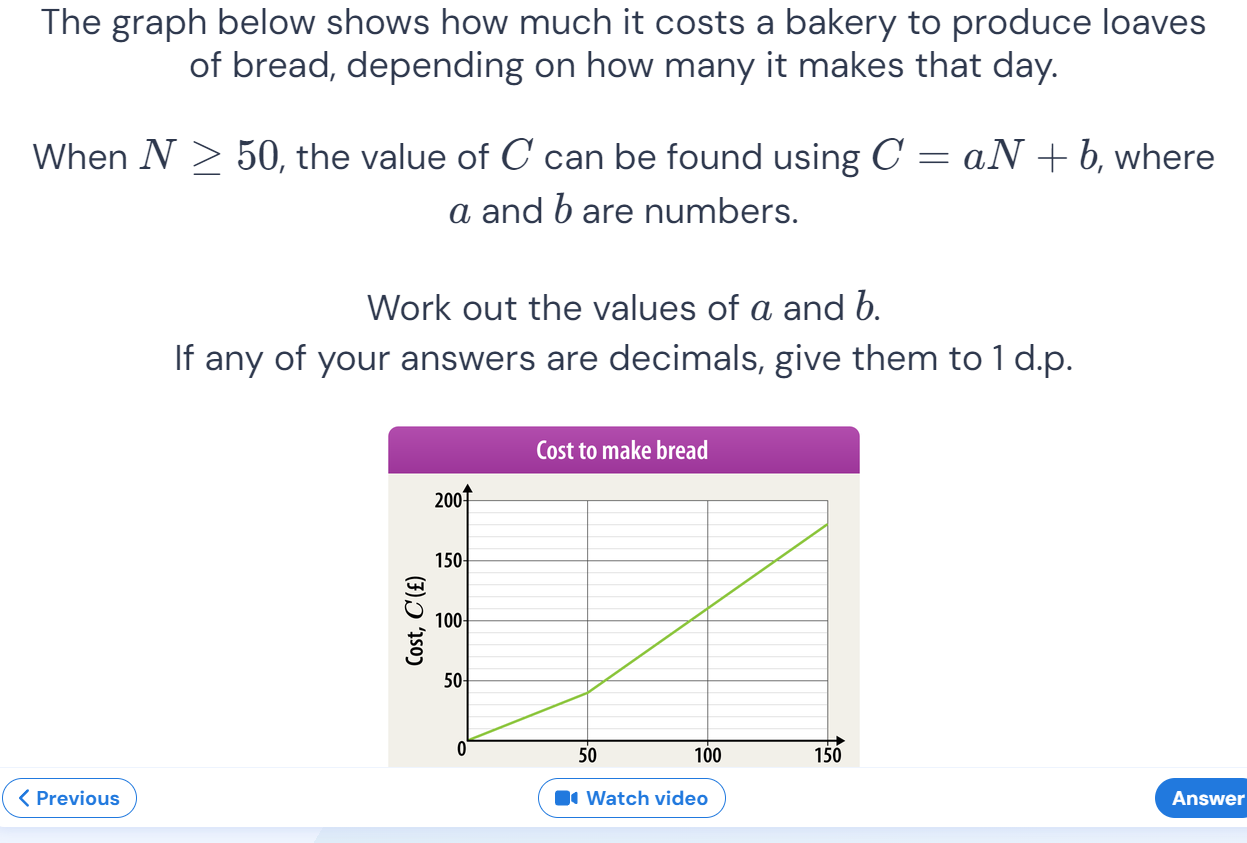 The graph below shows how much it costs a bakery to produce loaves
of bread, depending on how many it makes that day.
When N ≥ 50, the value of C can be found using C = aN + b, where
a and b are numbers.
Work out the values of a and b.
If any of your answers are decimals, give them to 1 d.p.
Cost to make bread
Cost, C (£)
200
150
100
50
0
50
100
150
Previous
Watch video
Answer